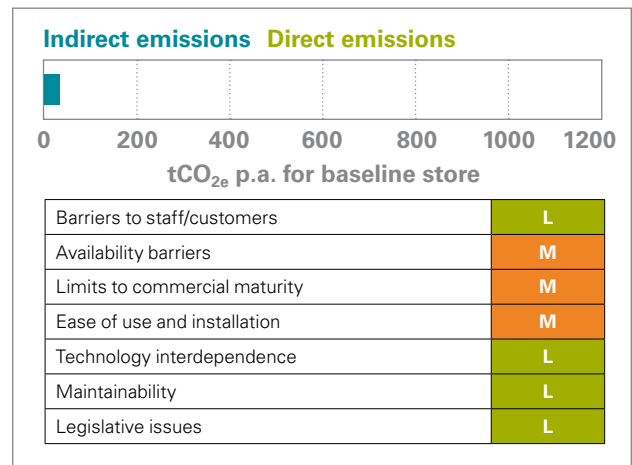 Indirect emissions Direct emissions
0 200 400 600 800 1000 1200
tCO2e p.a. for baseline store
Barriers to staff/customers L
Availability barriers M
Limits to commercial maturity M
Ease of use and installation M
Technology interdependence L
Maintainability L
Legislative issues L